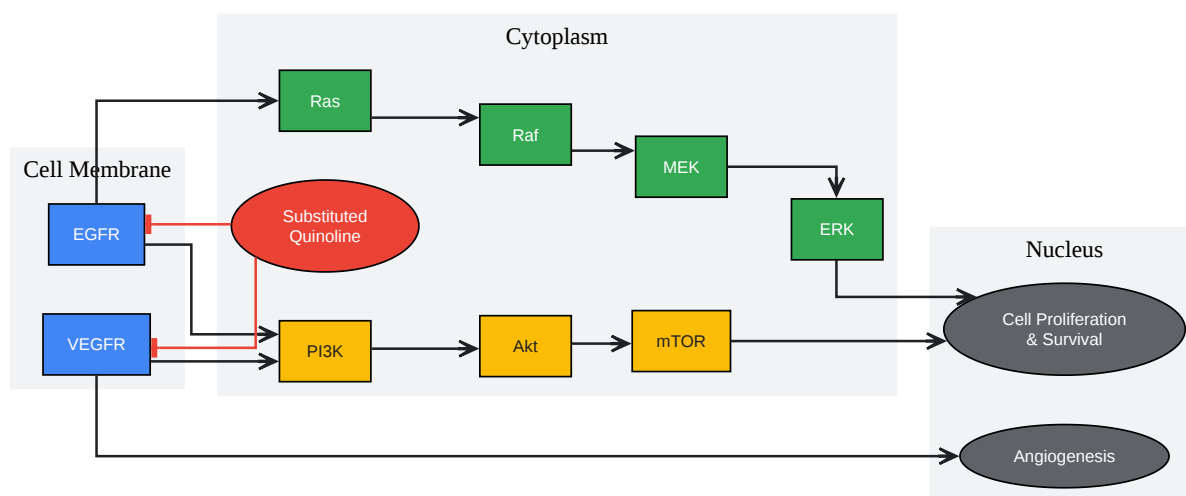 Cytoplasm
Ras
Raf
MEK
Cell Membrane
Substituted
Quinoline
EGFR
ERK
Nucleus
VEGFR
PI3K
Akt
mTOR
Cell Proliferation
& Survival
Angiogenesis